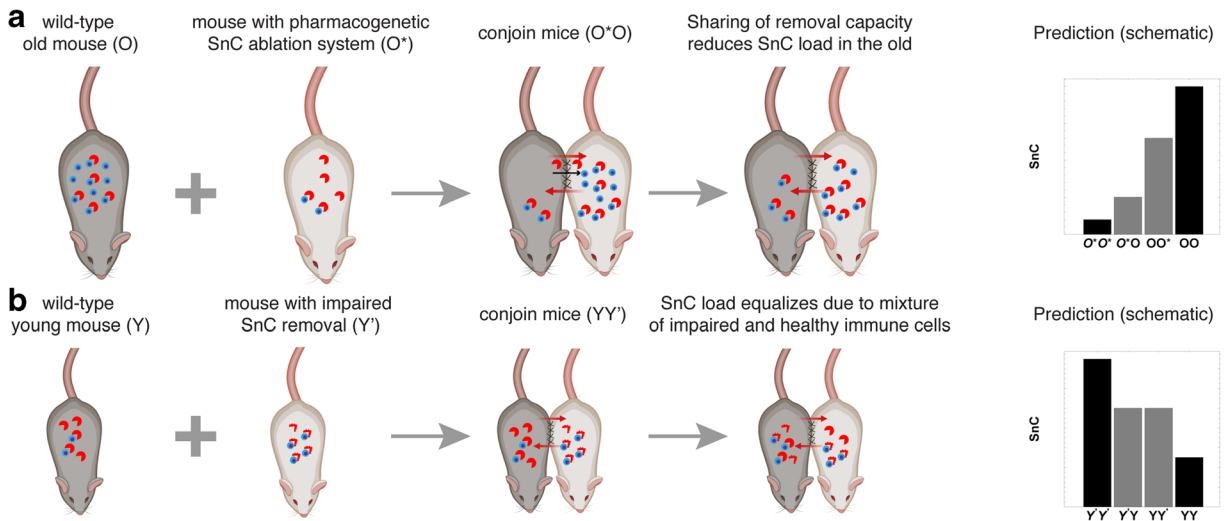 a
wild-type
old mouse (O)
mouse with pharmacogenetic
SnC ablation system (O*)
conjoin mice (O*O)
Sharing of removal capacity
reduces SnC load in the old
Prediction (schematic)
SnC
O*O* O*O OO* OO
b
wild-type
young mouse (Y)
mouse with impaired
SnC removal (Y')
conjoin mice (YY')
SnC load equalizes due to mixture
of impaired and healthy immune cells
Prediction (schematic)
SnC
Y'Y' Y'Y YY' YY